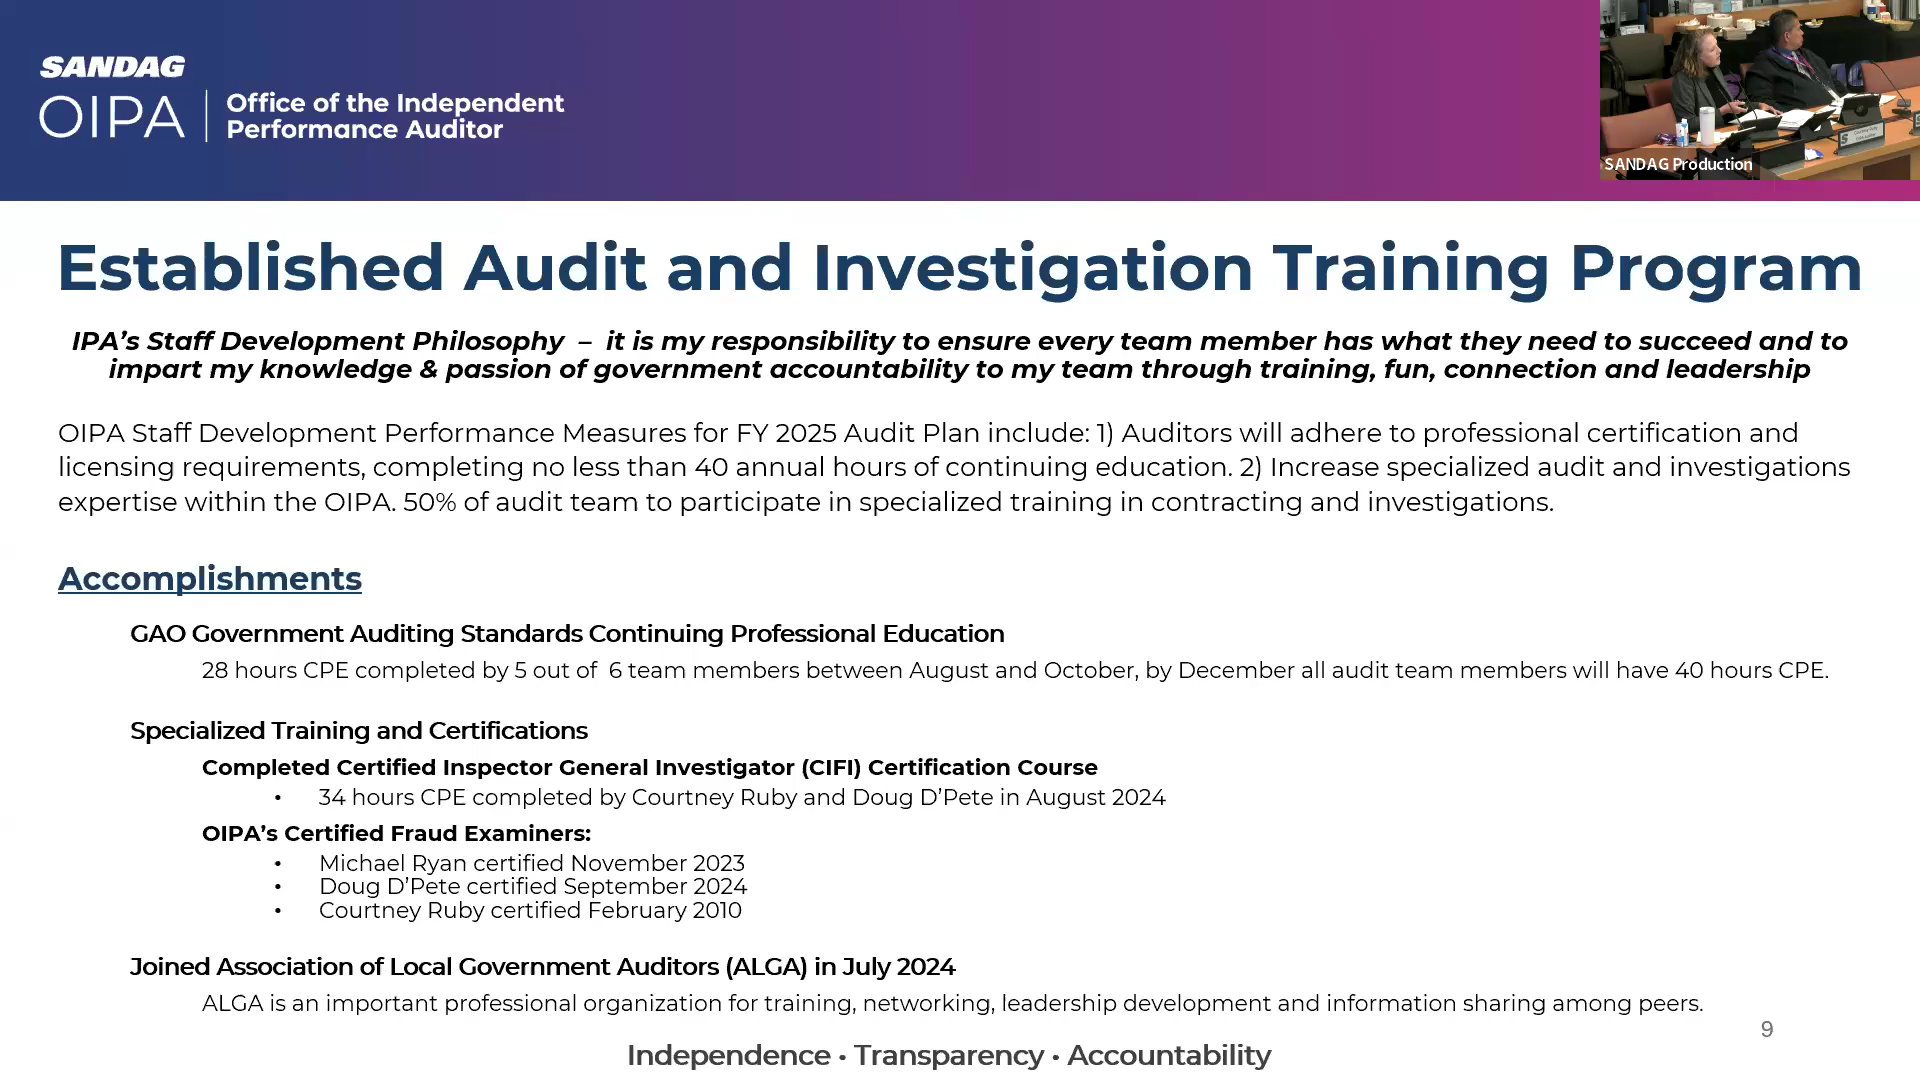 SANDAG
OIPA
Office of the Independent
Performance Auditor
SANDAG Production
Established Audit and Investigation Training Program
IPA’s Staff Development Philosophy – it is my responsibility to ensure every team member has what they need to succeed and to
impart my knowledge & passion of government accountability to my team through training, fun, connection and leadership
OIPA Staff Development Performance Measures for FY 2025 Audit Plan include: 1) Auditors will adhere to professional certification and
licensing requirements, completing no less than 40 annual hours of continuing education. 2) Increase specialized audit and investigations
expertise within the OIPA. 50% of audit team to participate in specialized training in contracting and investigations.
Accomplishments
GAO Government Auditing Standards Continuing Professional Education
28 hours CPE completed by 5 out of 6 team members between August and October, by December all audit team members will have 40 hours CPE.
Specialized Training and Certifications
Completed Certified Inspector General Investigator (CIFI) Certification Course
• 34 hours CPE completed by Courtney Ruby and Doug D’Pete in August 2024
OIPA’s Certified Fraud Examiners:
• Michael Ryan certified November 2023
• Doug D’Pete certified September 2024
• Courtney Ruby certified February 2010
Joined Association of Local Government Auditors (ALGA) in July 2024
ALGA is an important professional organization for training, networking, leadership development and information sharing among peers.
9
Independence • Transparency • Accountability